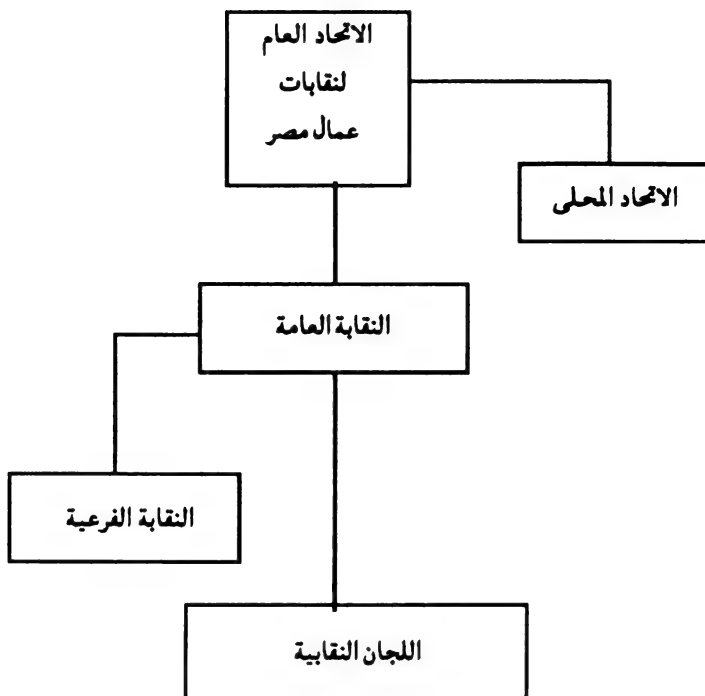 الاتحاد العام
لنقابات
عمال مصر
الاتحاد المحلى
النقابة العامة
النقابة الفرعية
اللجان النقابية